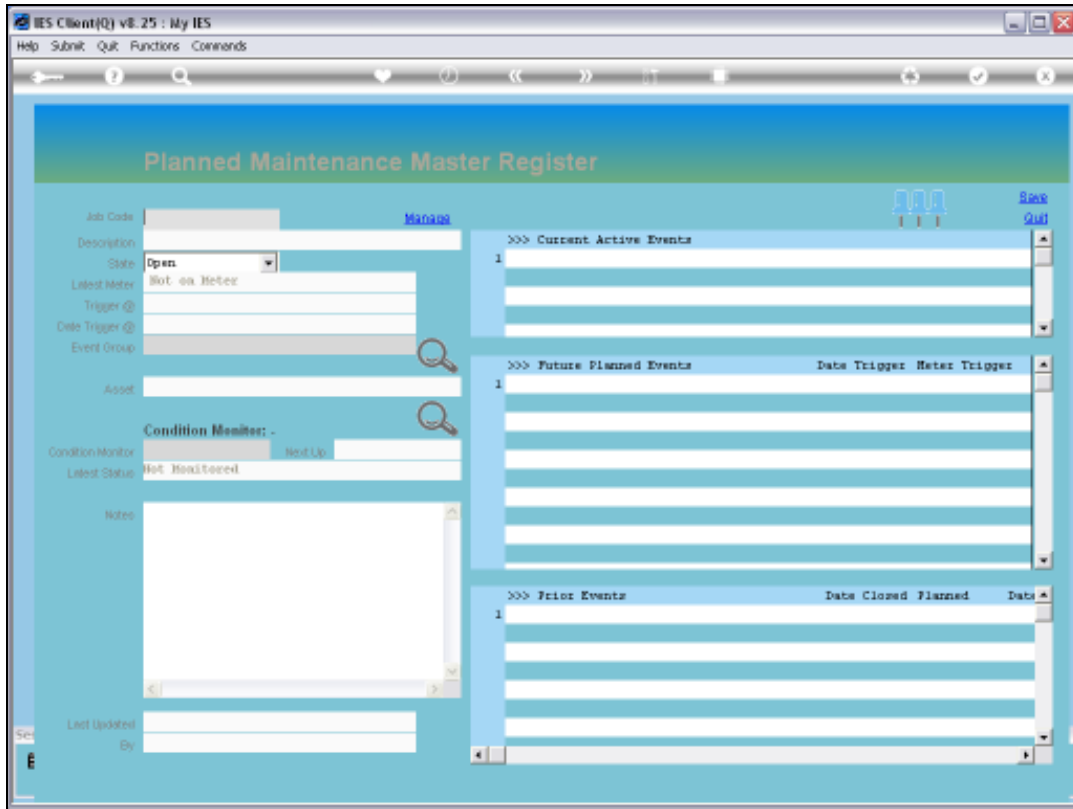 IES Client(Q) v8.25 : My IES
Help Submit Quit Functions Commands
Planned Maintenance Master Register
Save
Job Code Manage Quit
Description >>> Current Active Events
State Open 1
Latest Meter Not on Meter
Trigger @
Date Trigger @
Event Group
>>> Future Planned Events Date Trigger Meter Trigger
Asset 1
Condition Monitor: -
Condition Monitor Next Up
Latest Status Not Monitored
Notes
>>> Prior Events Date Closed Planned Date
1
Last Updated
By